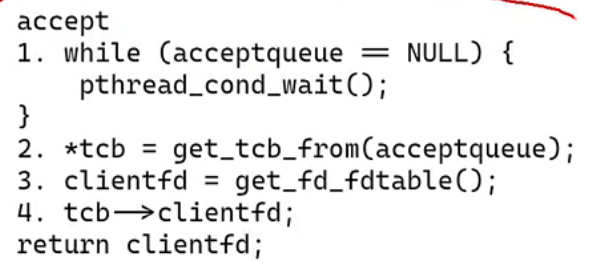 accept
1. while (acceptqueue == NULL) {
pthread_cond_wait();
}
2. *tcb = get_tcb_from(acceptqueue);
3. clientfd = get_fd_fdtable();
4. tcb->clientfd;
return clientfd;